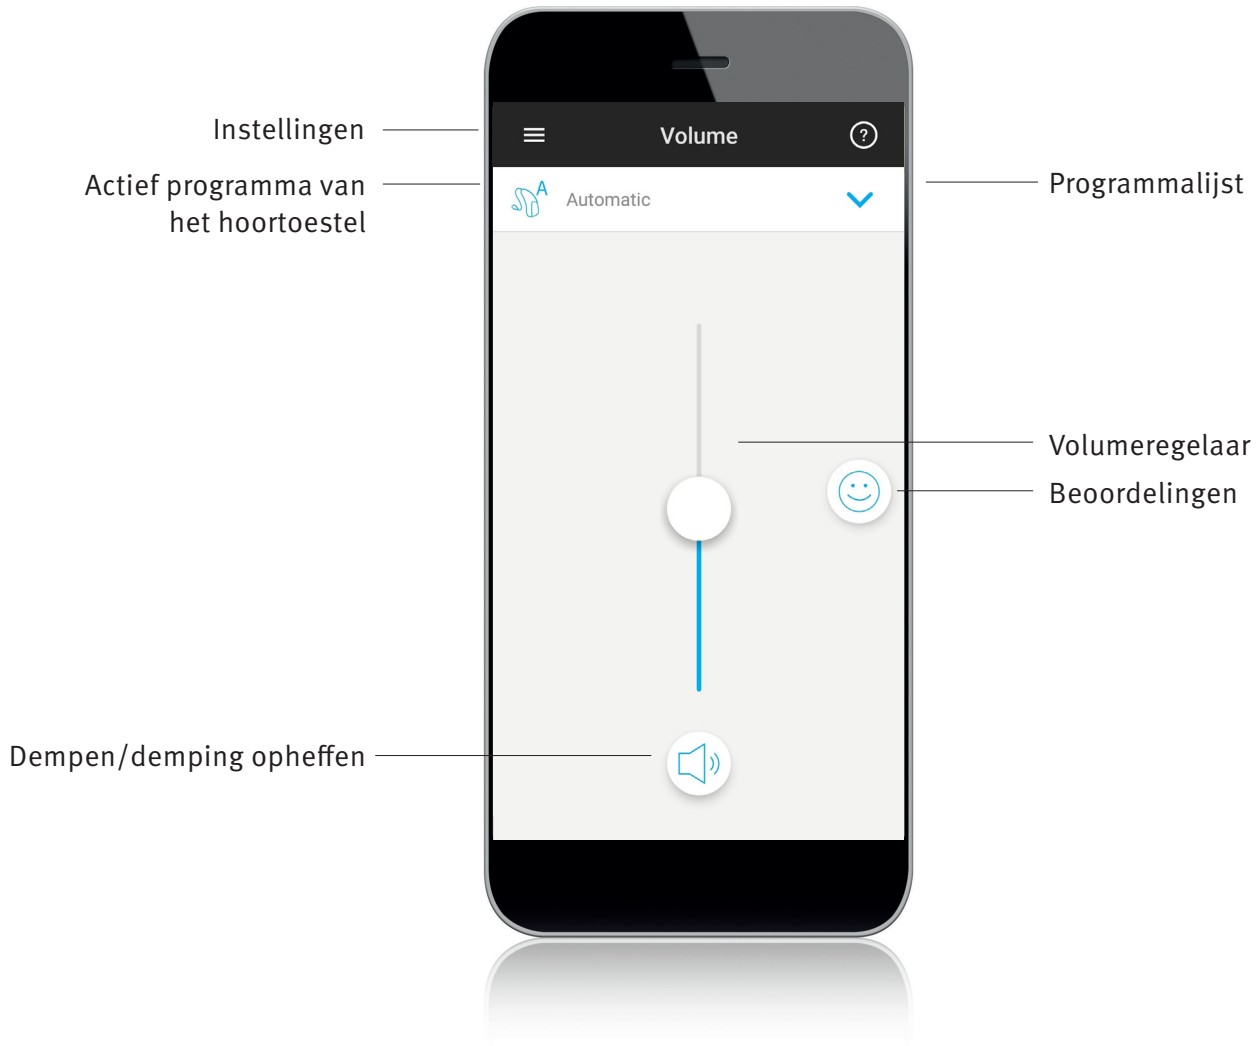 Instellingen
Volume
?
Actief programma van
het hoortoestel
A
Automatic
Programmalijst
Volumeregelaar
Beoordelingen
Dempen/demping opheffen